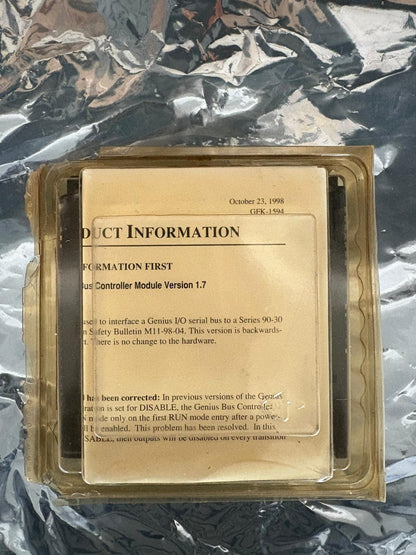 October 23, 1998
GFK-1594
DUCT INFORMATION
FORMATION FIRST
Bus Controller Module Version 1.7
used to interface a Genius I/O serial bus to a Series 90-30
n Safety Bulletin M11-98-04. This version is backwards-
t. There is no change to the hardware.
l has been corrected: In previous versions of the Genius
ration is set for DISABLE, the Genius Bus Controller
N mode only on the first RUN mode entry after a power
ll be enabled. This problem has been resolved. In this
SABLE, then outputs will be disabled on every transition